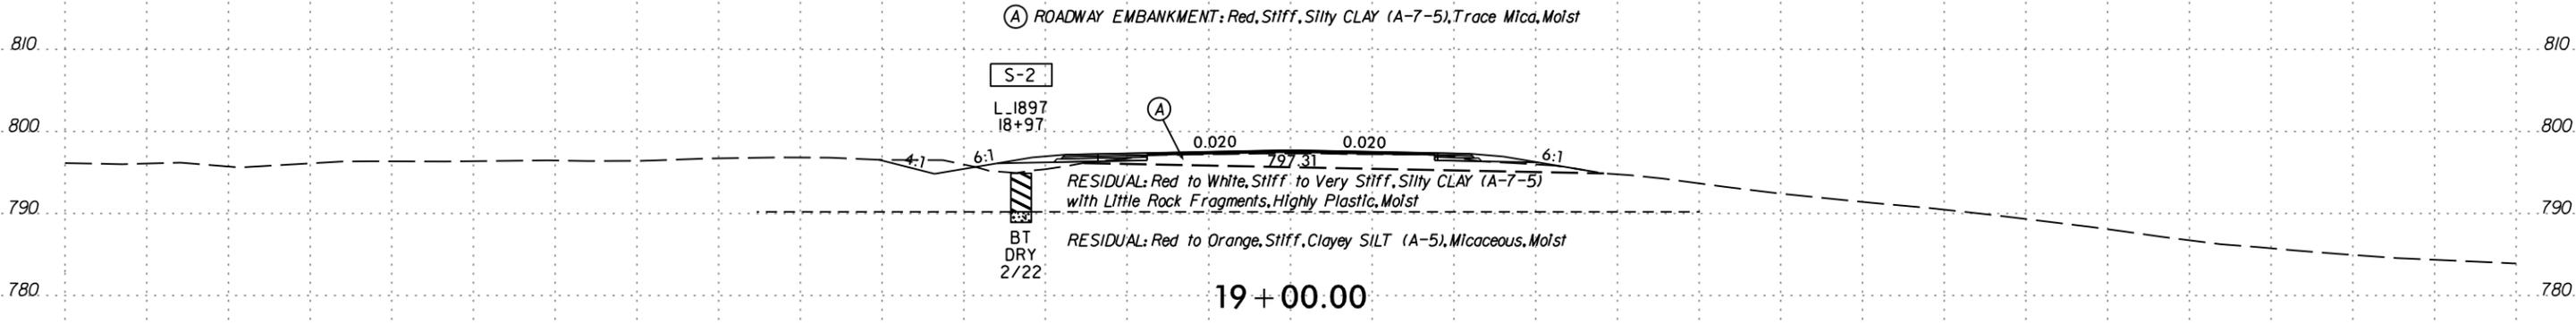 Ⓐ ROADWAY EMBANKMENT: Red, Stiff, Silty CLAY (A-7-5), Trace Mica, Moist
810 810
S-2
L_1897
18+97
A
800 800
0.020 0.020
4:1 6:1 797.31 6:1
RESIDUAL: Red to White, Stiff to Very Stiff, Silty CLAY (A-7-5)
with Little Rock Fragments, Highly Plastic, Moist
790 790
BT
DRY
2/22
RESIDUAL: Red to Orange, Stiff, Clayey SILT (A-5), Micaceous, Moist
780 780
19+00.00